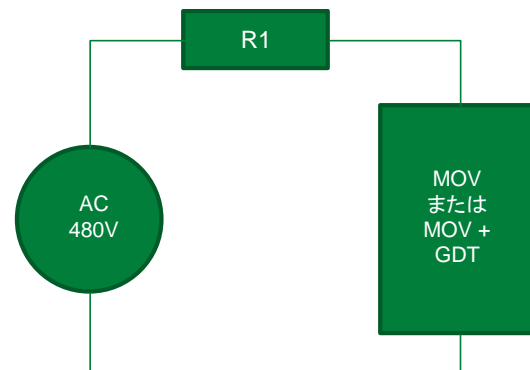 R1
AC
480V
MOV
または
MOV +
GDT